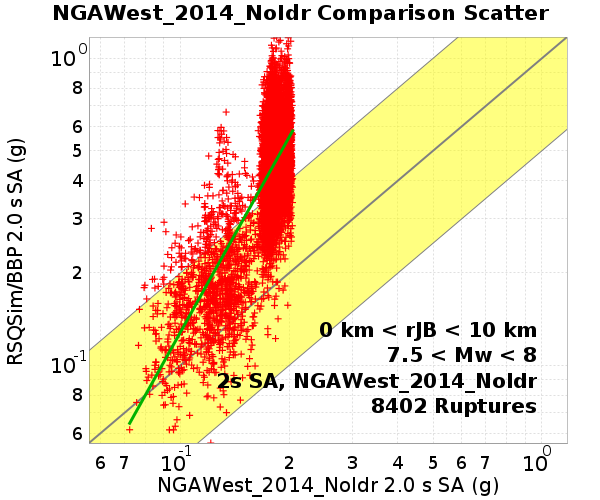 NGAWest_2014_NoIdr Comparison Scatter
10^0
8
6
5
4
3
2
10^-1
8
6
RSQSim/BBP 2.0 s SA (g)
0 km < rJB < 10 km
7.5 < Mw < 8
2s SA, NGAWest_2014_NoIdr
8402 Ruptures
6 7 10^-1 2 3 4 5 6 7 8 10^0
NGAWest_2014_NoIdr 2.0 s SA (g)